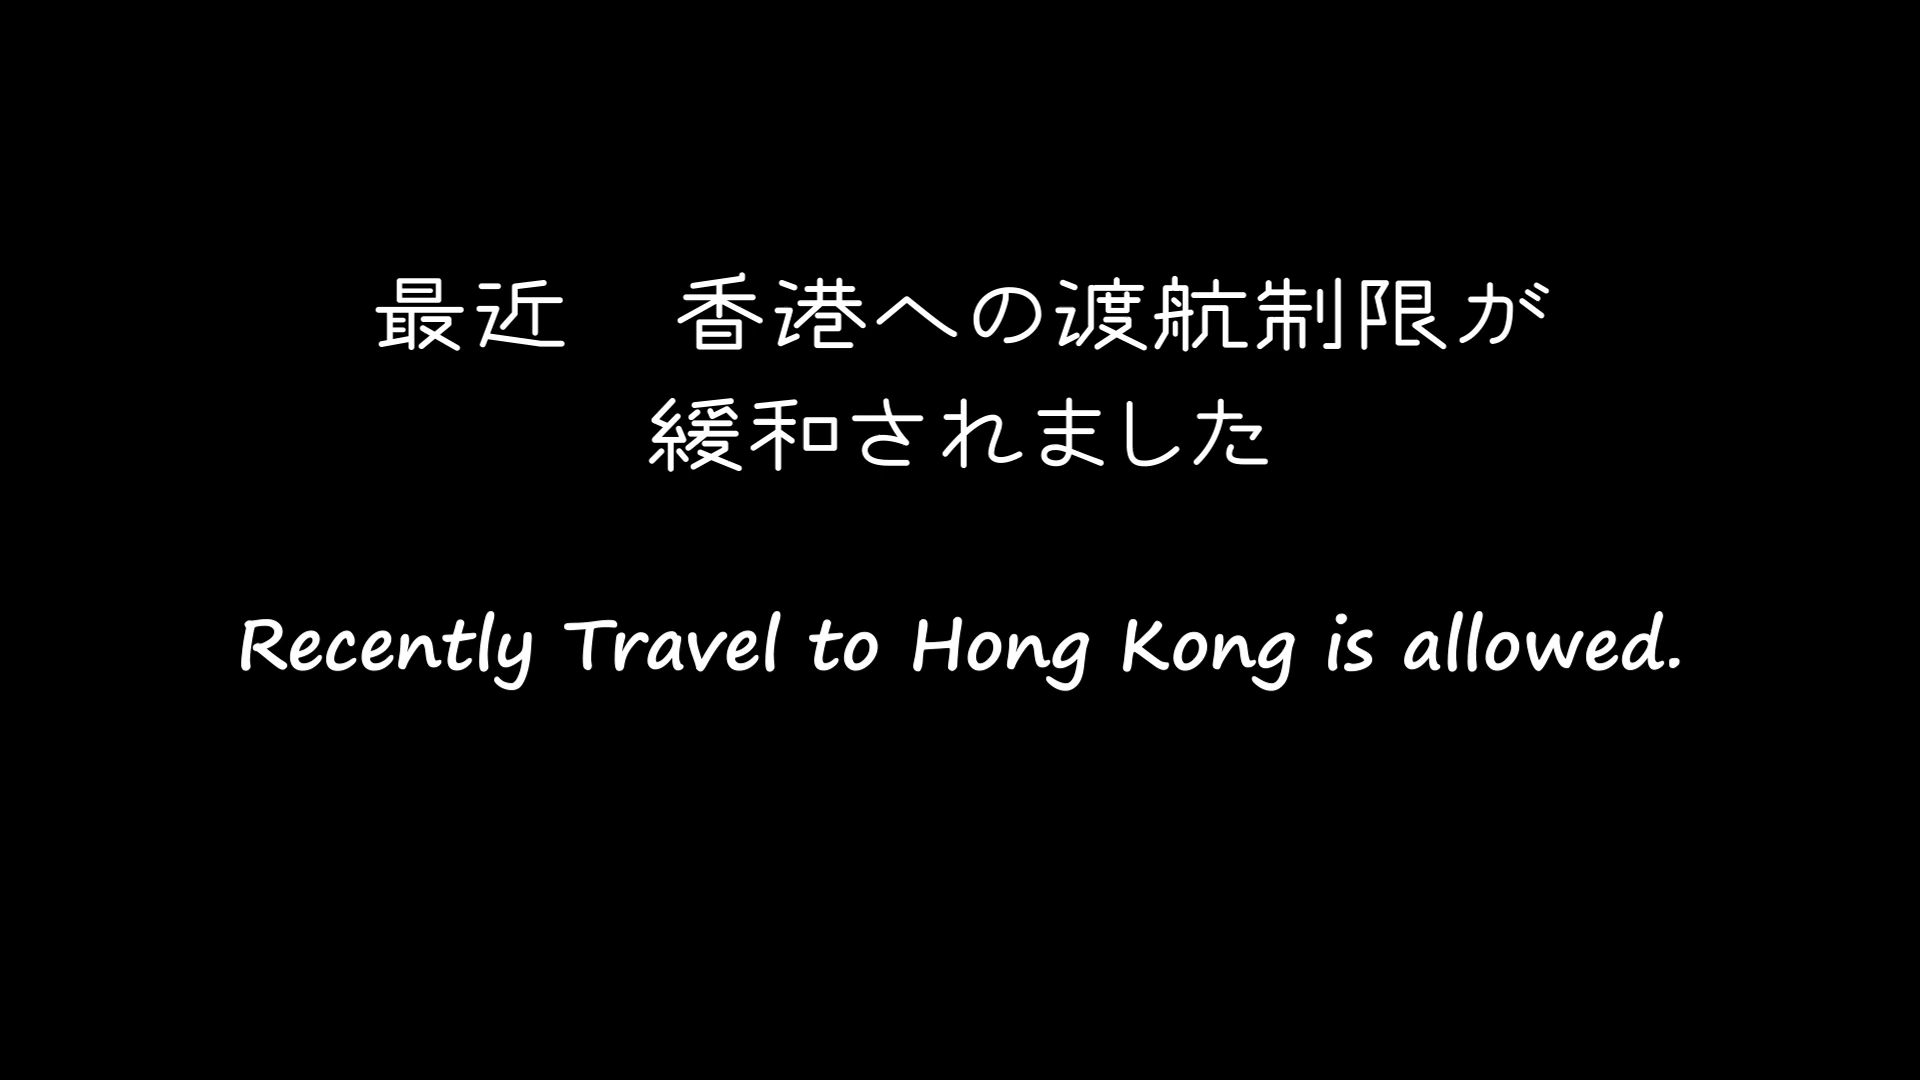 最近　香港への渡航制限が
緩和されました
Recently Travel to Hong Kong is allowed.